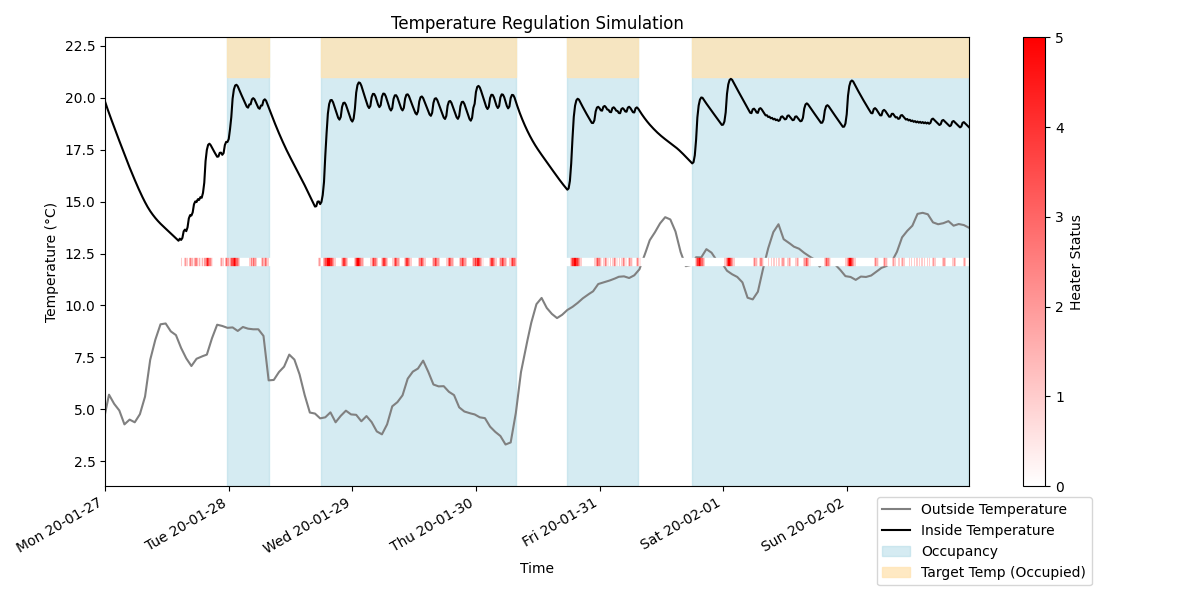 Temperature Regulation Simulation
22.5
20.0
17.5
15.0
12.5
10.0
7.5
5.0
2.5
Temperature (°C)
Mon 20-01-27
Tue 20-01-28
Wed 20-01-29
Thu 20-01-30
Fri 20-01-31
Sat 20-02-01
Sun 20-02-02
Time
5
4
3
2
1
0
Heater Status
Outside Temperature
Inside Temperature
Occupancy
Target Temp (Occupied)